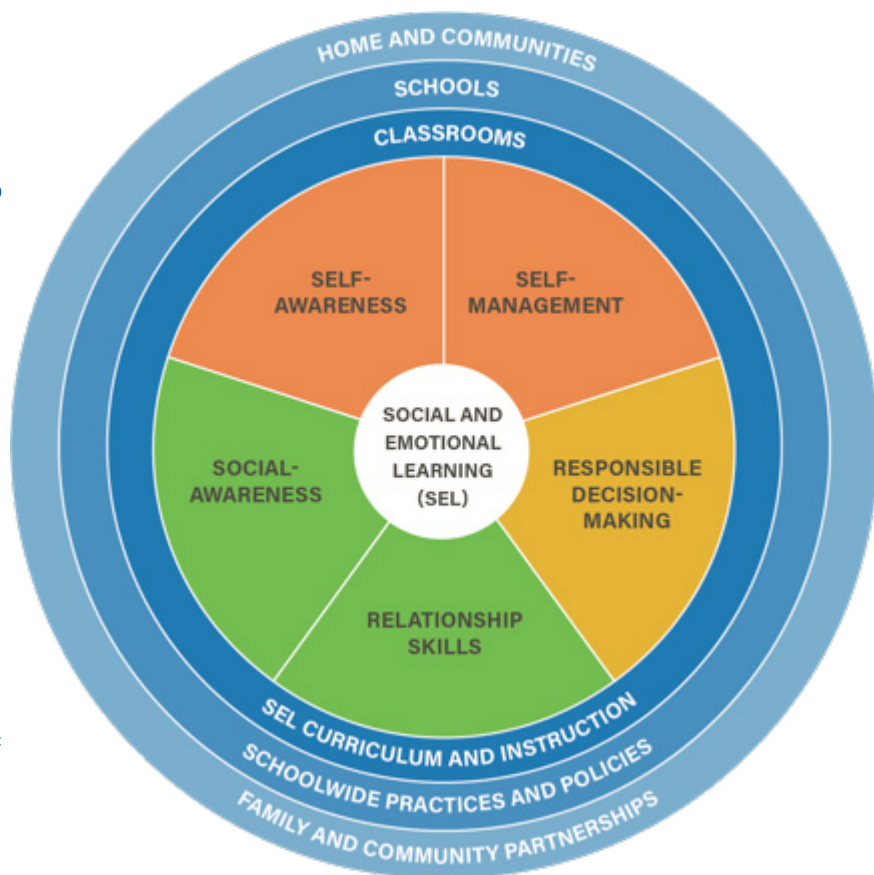 HOME AND COMMUNITIES
SCHOOLS
CLASSROOMS
SELF-
AWARENESS
SELF-
MANAGEMENT
SOCIAL AND
EMOTIONAL
LEARNING
(SEL)
SOCIAL-
AWARENESS
RESPONSIBLE
DECISION-
MAKING
RELATIONSHIP
SKILLS
SEL CURRICULUM AND INSTRUCTION
SCHOOLWIDE PRACTICES AND POLICIES
FAMILY AND COMMUNITY PARTNERSHIPS